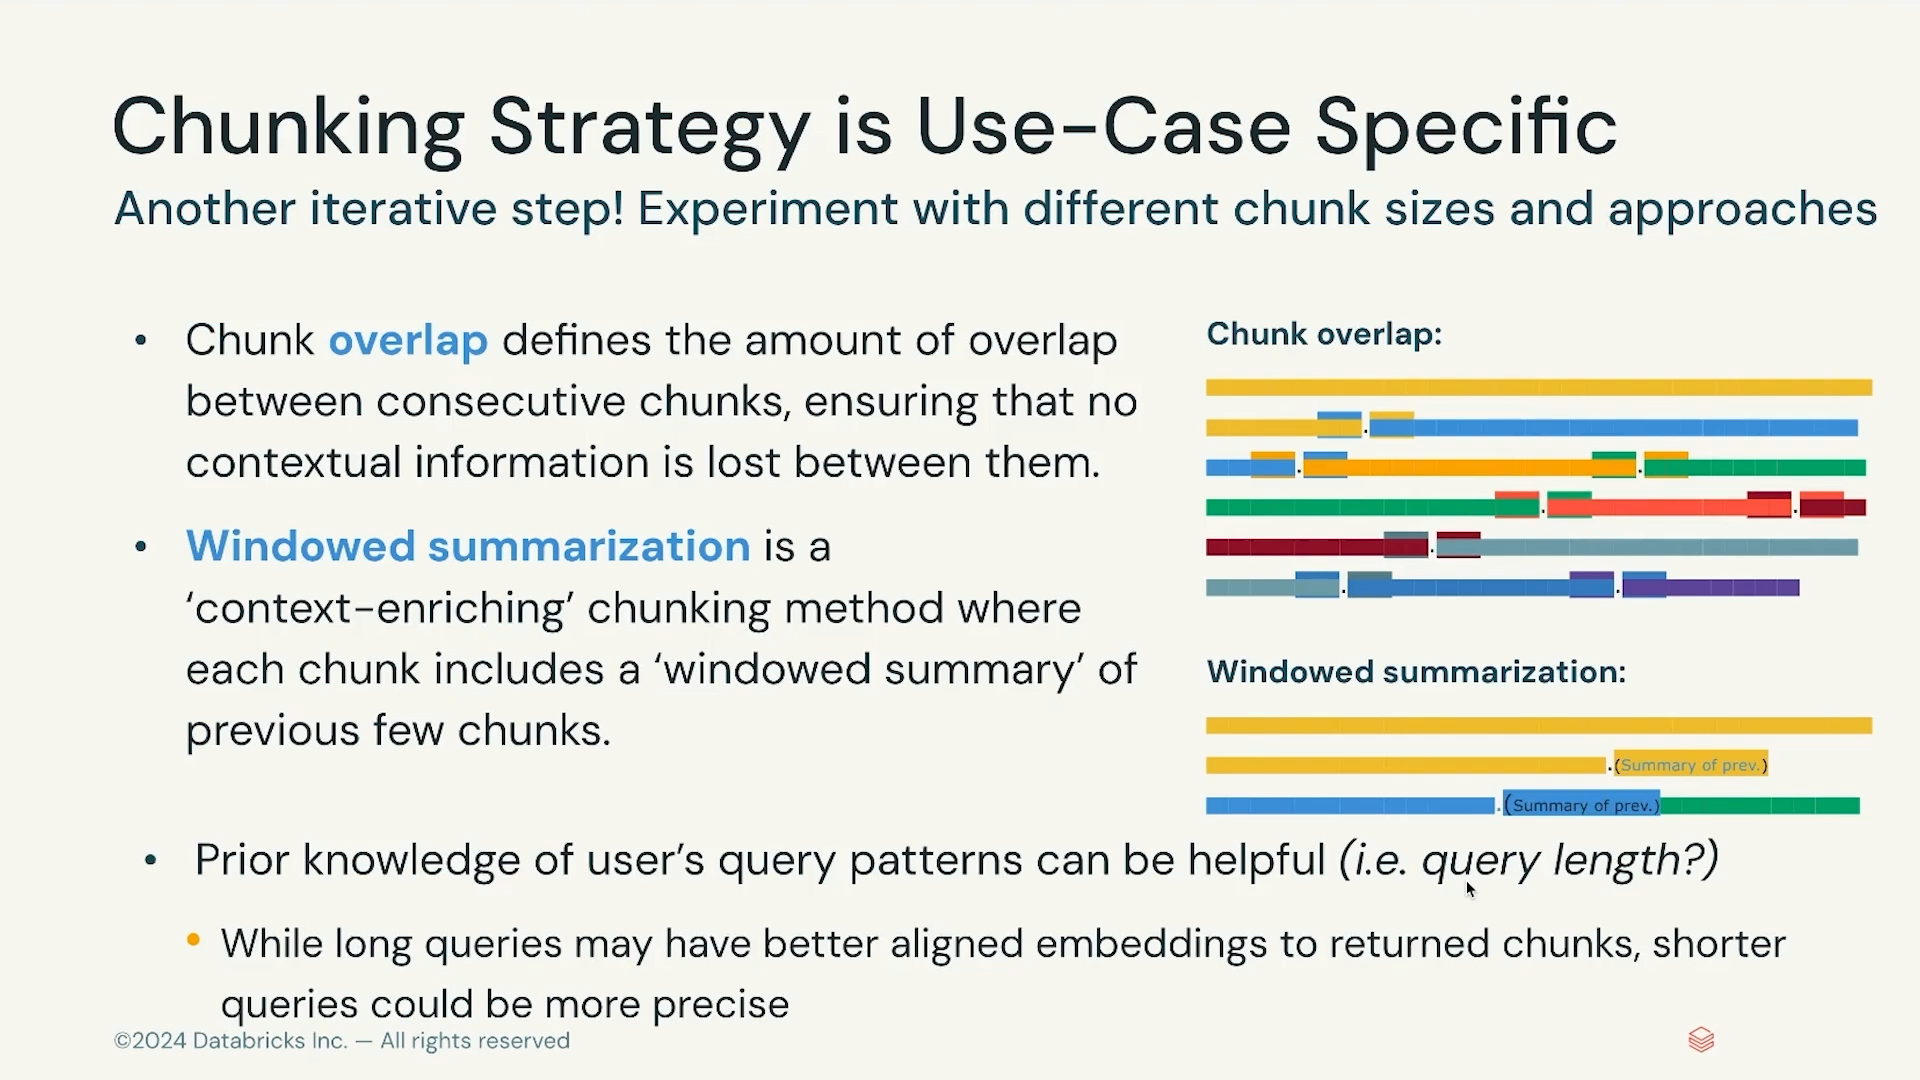 Chunking Strategy is Use-Case Specific
Another iterative step! Experiment with different chunk sizes and approaches
• Chunk overlap defines the amount of overlap
between consecutive chunks, ensuring that no
contextual information is lost between them.
• Windowed summarization is a
‘context-enriching’ chunking method where
each chunk includes a ‘windowed summary’ of
previous few chunks.
Chunk overlap:
Windowed summarization:
.(Summary of prev.)
.(Summary of prev.)
• Prior knowledge of user’s query patterns can be helpful (i.e. query length?)
• While long queries may have better aligned embeddings to returned chunks, shorter
queries could be more precise
©2024 Databricks Inc. — All rights reserved